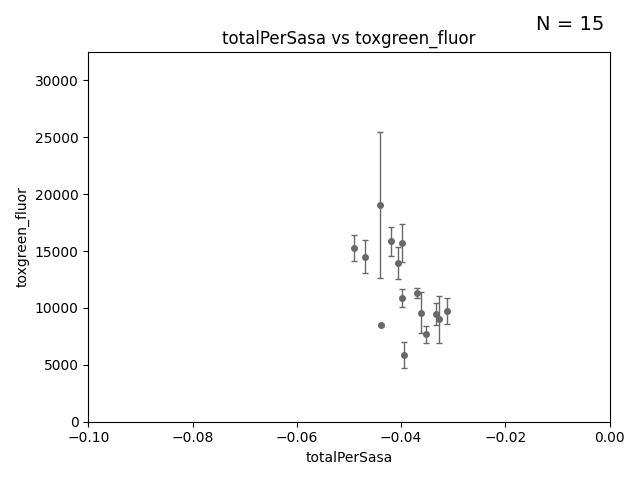 N = 15
totalPerSasa vs toxgreen_fluor
30000
25000
20000
15000
10000
5000
0
toxgreen_fluor
−0.10 −0.08 −0.06 −0.04 −0.02 0.00
totalPerSasa